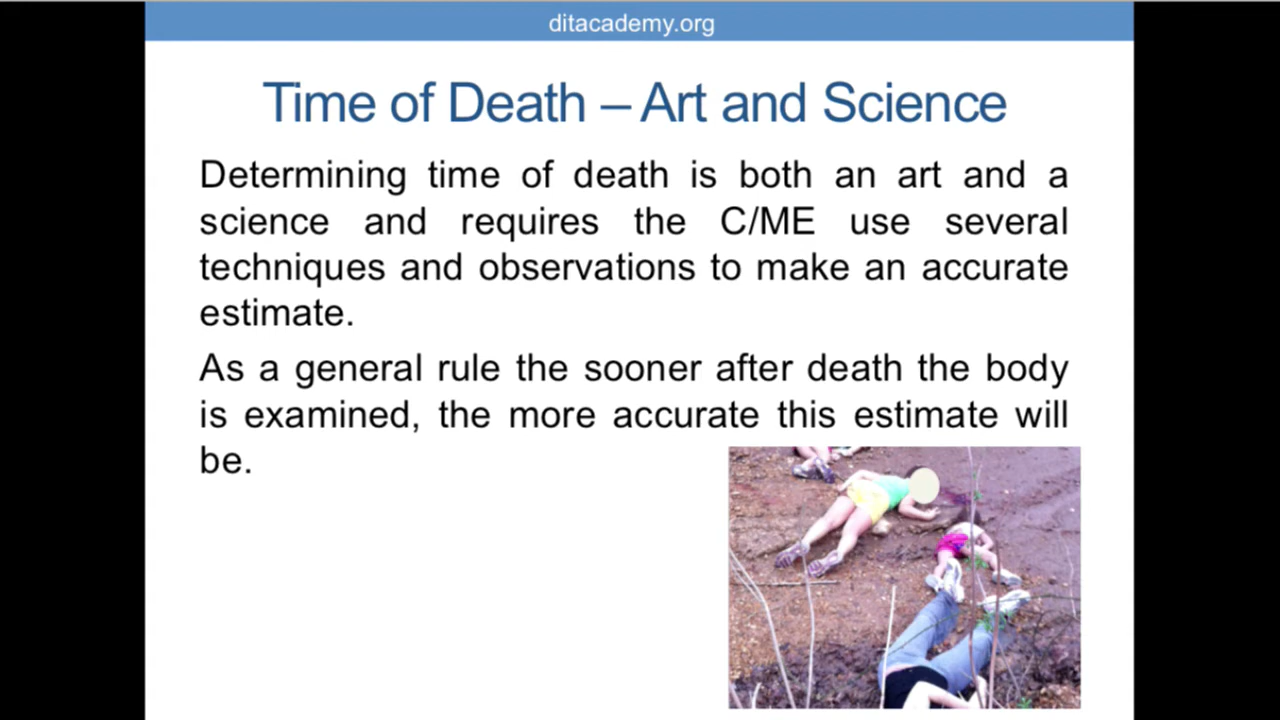 ditacademy.org
Time of Death – Art and Science
Determining time of death is both an art and a
science and requires the C/ME use several
techniques and observations to make an accurate
estimate.
As a general rule the sooner after death the body
is examined, the more accurate this estimate will
be.